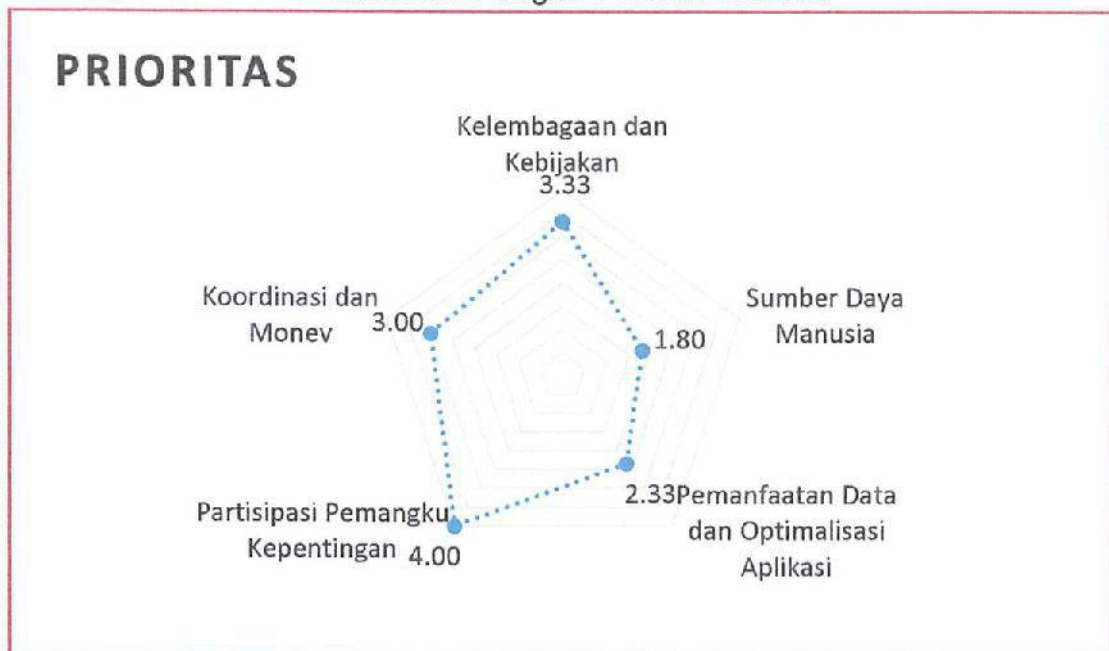 PRIORITAS
Kelembagaan dan
Kebijakan
3.33
Sumber Daya
Manusia
1.80
Pemanfaatan Data
dan Optimalisasi
Aplikasi
2.33
Partisipasi Pemangku
Kepentingan
4.00
Koordinasi dan
Monev
3.00